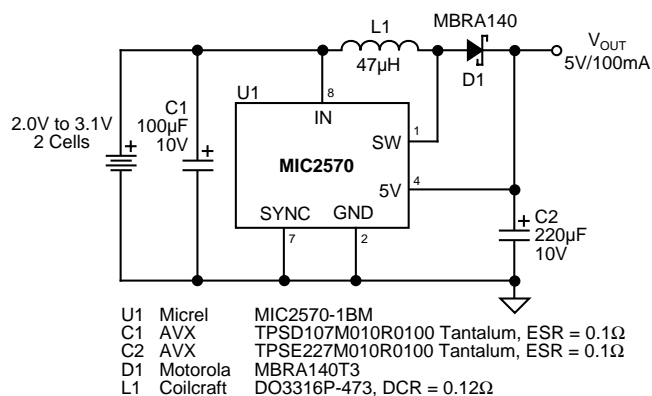 L1
47µH
MBRA140
D1
VOUT
5V/100mA
U1
8
IN
C1
100µF
10V
+
2.0V to 3.1V
2 Cells
+
SW
1
MIC2570
5V
4
SYNC
GND
7
2
+
C2
220µF
10V
U1 Micrel MIC2570-1BM
C1 AVX TPSD107M010R0100 Tantalum, ESR = 0.1Ω
C2 AVX TPSE227M010R0100 Tantalum, ESR = 0.1Ω
D1 Motorola MBRA140T3
L1 Coilcraft DO3316P-473, DCR = 0.12Ω